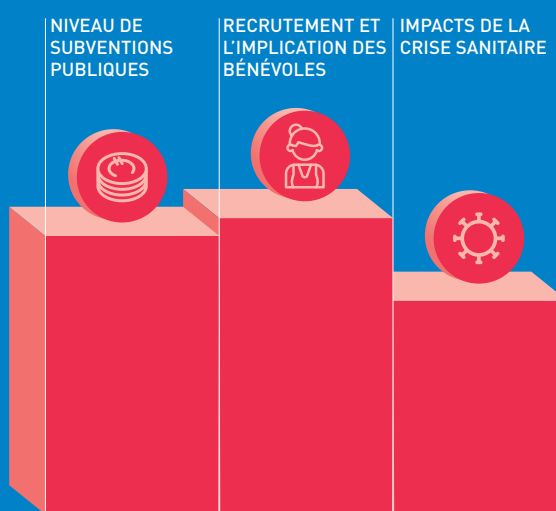 NIVEAU DE
SUBVENTIONS
PUBLIQUES
RECRUTEMENT ET
L'IMPLICATION DES
BÉNÉVOLES
IMPACTS DE LA
CRISE SANITAIRE